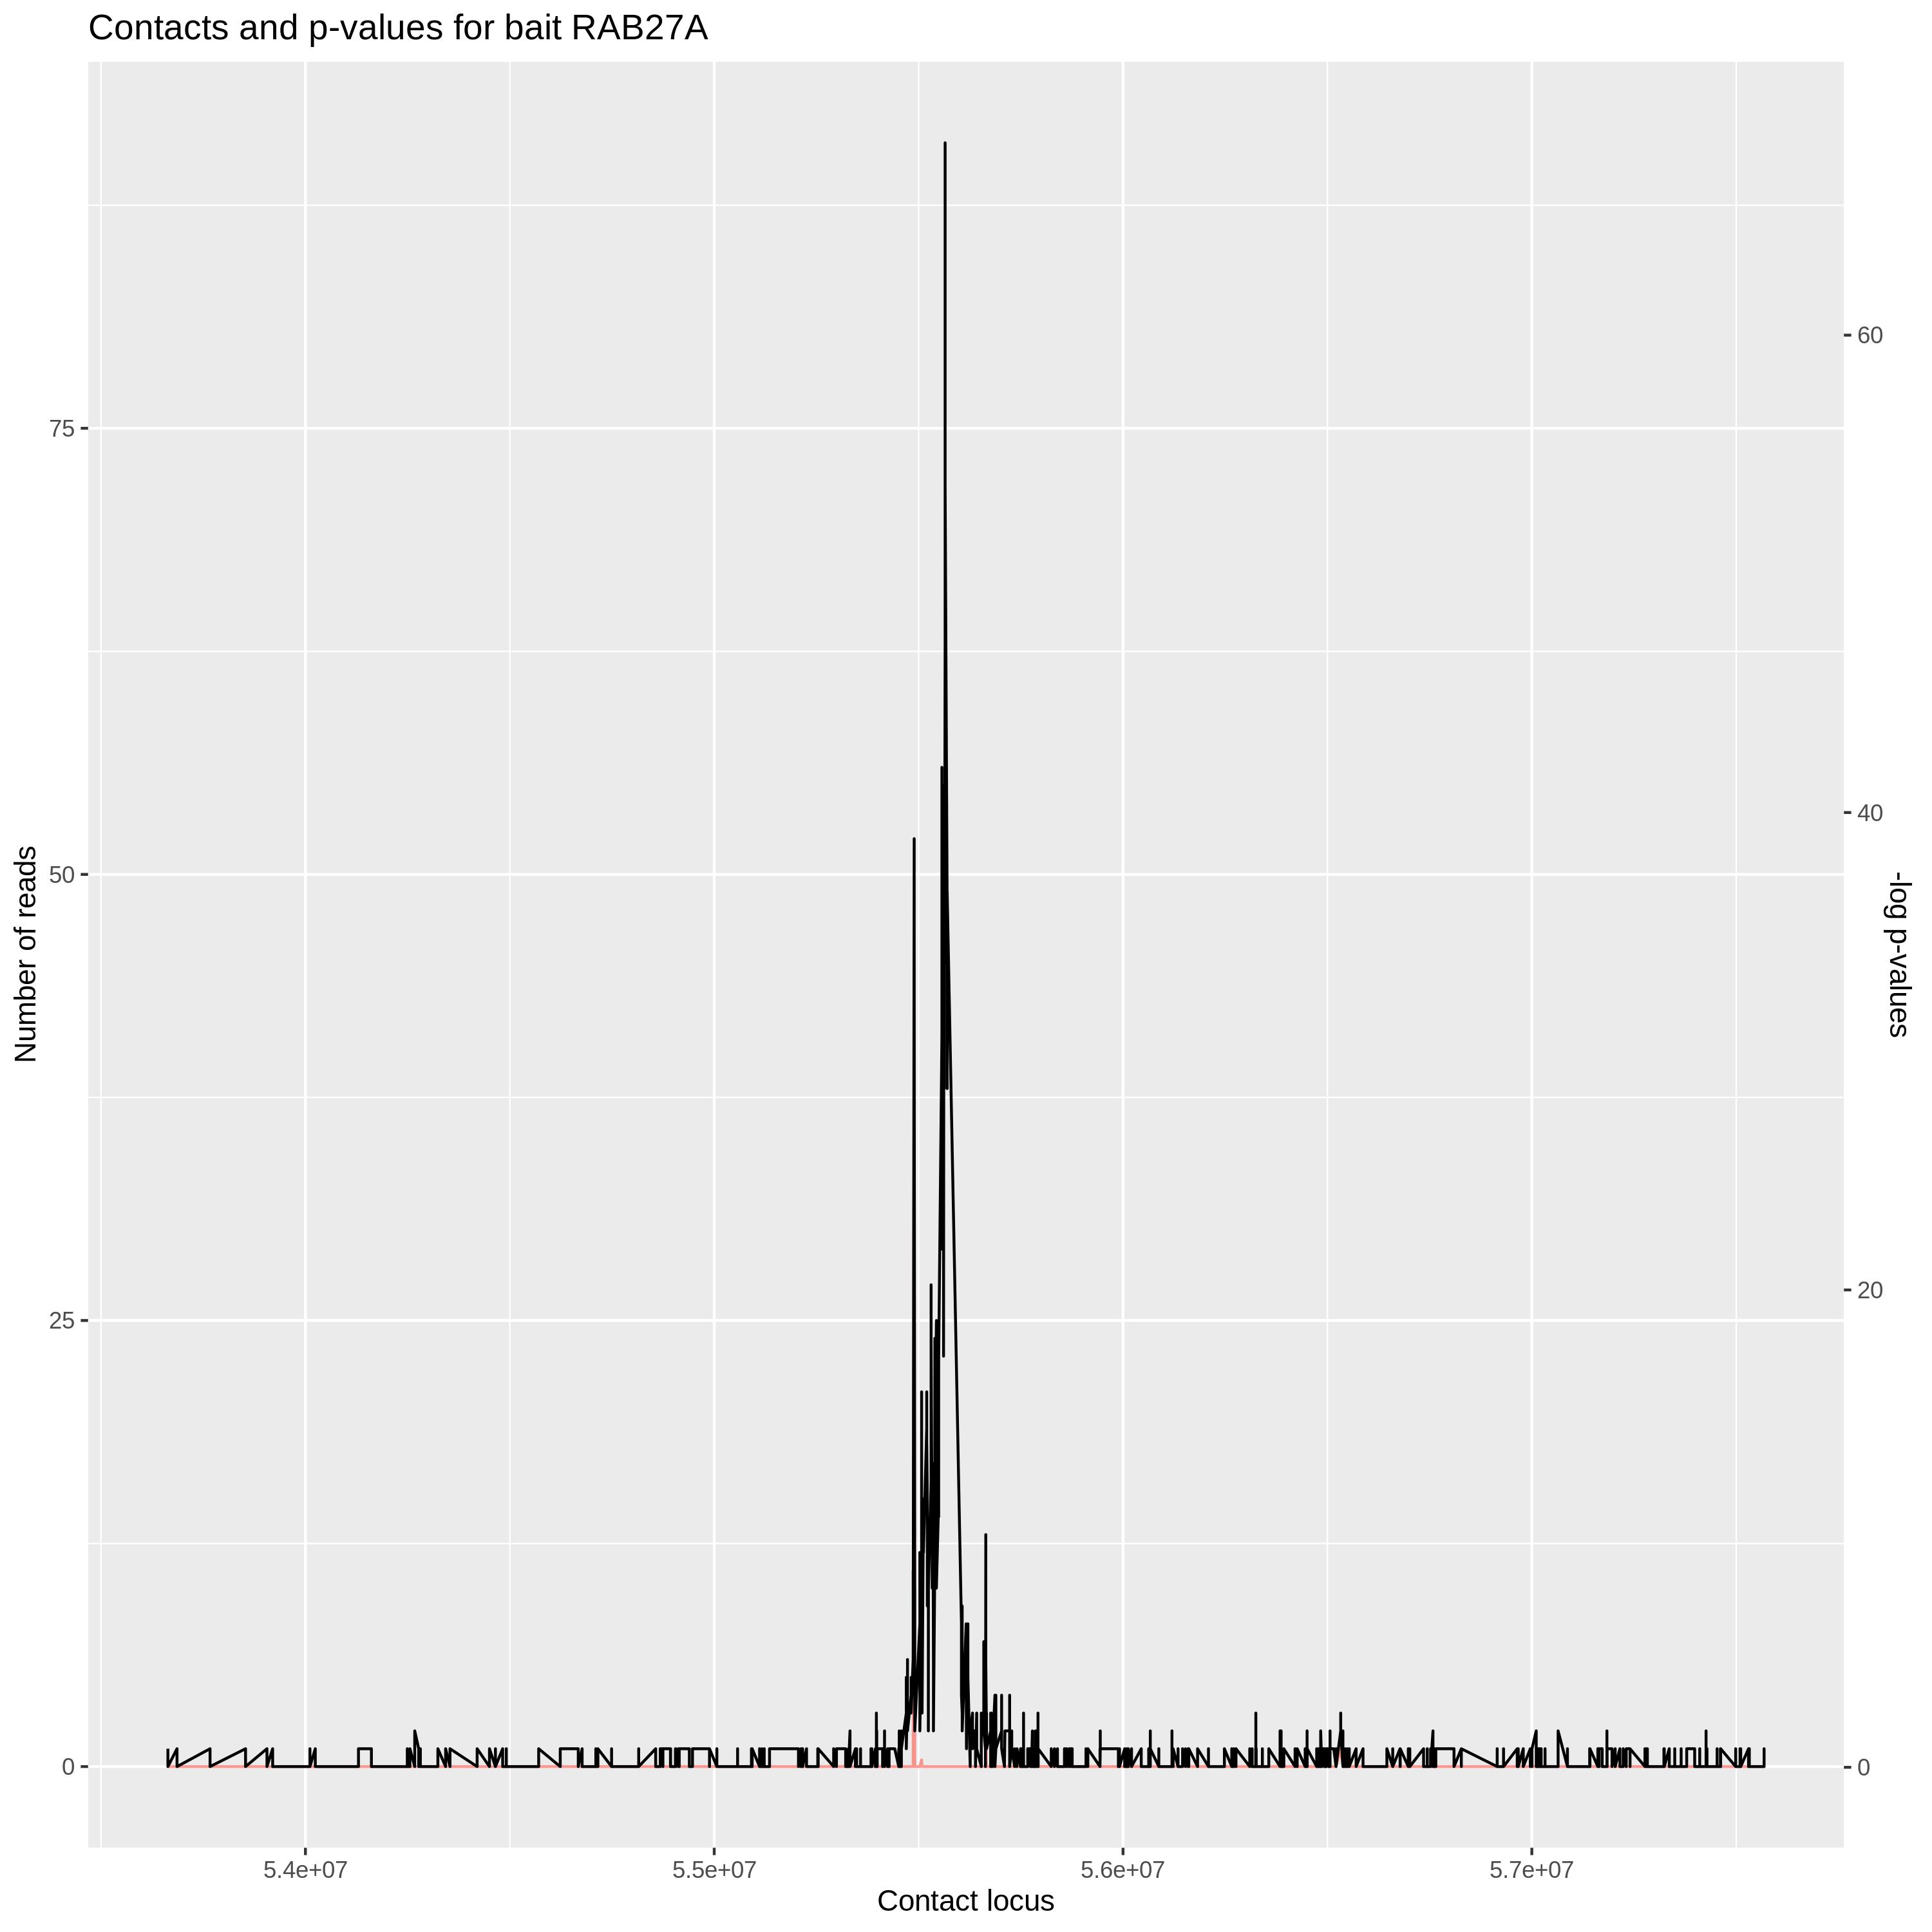 Contacts and p-values for bait RAB27A
75
50
25
0
60
40
20
0
Number of reads
-log p-values
5.4e+07
5.5e+07
5.6e+07
5.7e+07
Contact locus